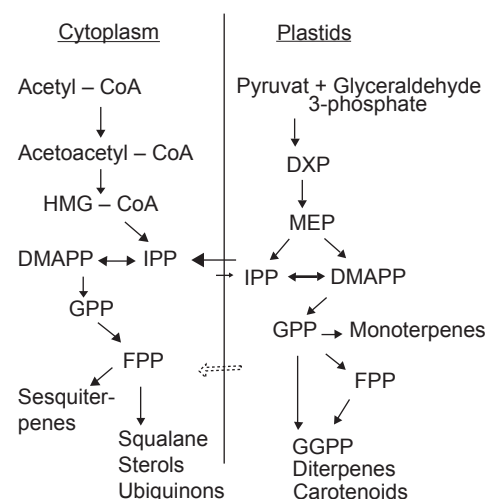 Cytoplasm
Acetyl – CoA
Acetoacetyl – CoA
HMG – CoA
DMAPP
IPP
GPP
FPP
Sesquiter-
penes
Squalane
Sterols
Ubiquinons
Plastids
Pyruvat + Glyceraldehyde
3-phosphate
DXP
MEP
IPP
DMAPP
GPP
Monoterpenes
FPP
GGPP
Diterpenes
Carotenoids